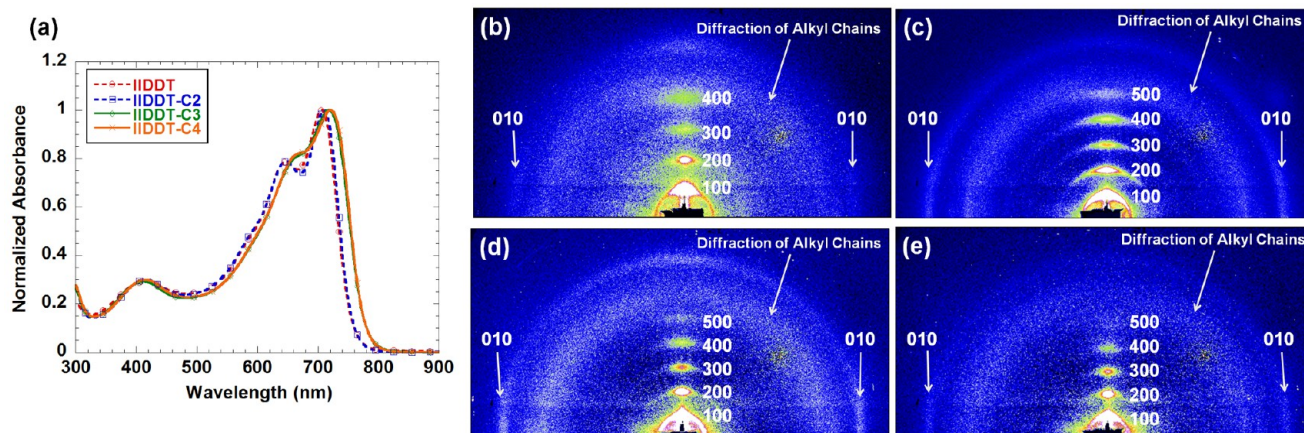 (a)
1.2
1
0.8
0.6
0.4
0.2
0
Normalized Absorbance
IIDDT
IIDDT-C2
IIDDT-C3
IIDDT-C4
300 400 500 600 700 800 900
Wavelength (nm)
(b)
Diffraction of Alkyl Chains
010
400
300
200
100
010
(c)
Diffraction of Alkyl Chains
010
500
400
300
200
100
010
(d)
Diffraction of Alkyl Chains
010
500
400
300
200
100
010
(e)
Diffraction of Alkyl Chains
010
500
400
300
200
100
010